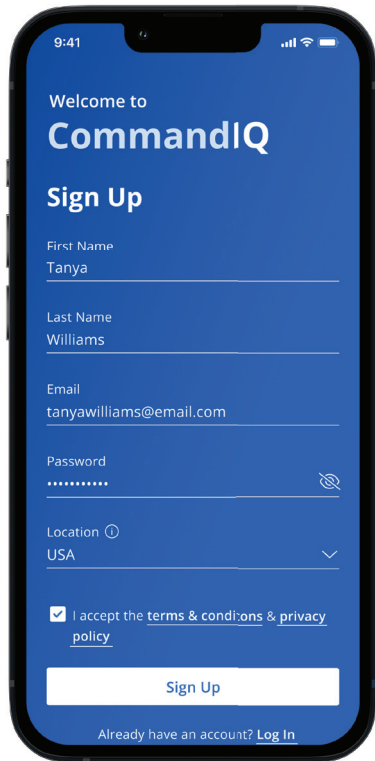 9:41
Welcome to
CommandIQ
Sign Up
First Name
Tanya
Last Name
Williams
Email
tanyawilliams@email.com
Password
•••••••••••
Location
USA
I accept the terms & conditons & privacy
policy
Sign Up
Already have an account? Log In